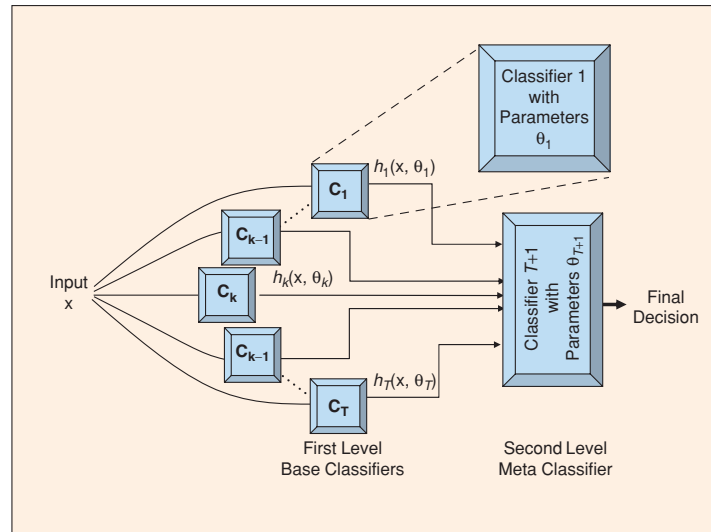 Classifier 1
with
Parameters
θ1
h1(x, θ1)
C1
Ck–1
Input
x
hk(x, θk)
Ck
Ck–1
Classifier T+1
with
Parameters θT+1
Final
Decision
hT(x, θT)
CT
First Level
Base Classifiers
Second Level
Meta Classifier